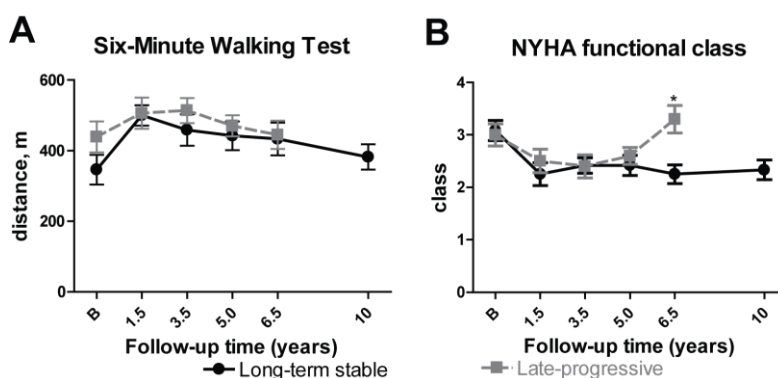 A
Six-Minute Walking Test
600
400
200
0
distance, m
B
1.5
3.5
5.0
6.5
10
Follow-up time (years)
B
NYHA functional class
4
3
2
1
0
class
*
B
1.5
3.5
5.0
6.5
10
Follow-up time (years)
Long-term stable
Late-progressive